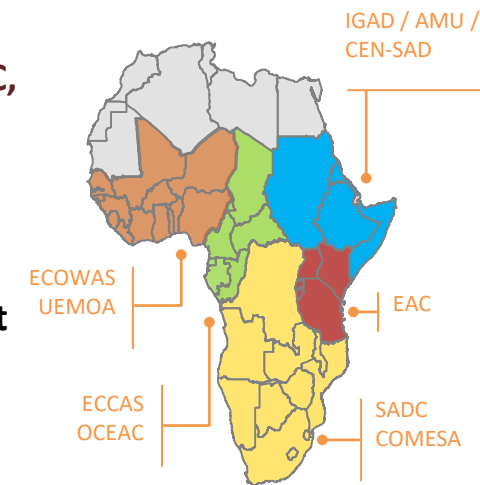 IGAD / AMU /
CEN-SAD
C,
ECOWAS
UEMOA
t
EAC
ECCAS
OCEAC
SADC
COMESA